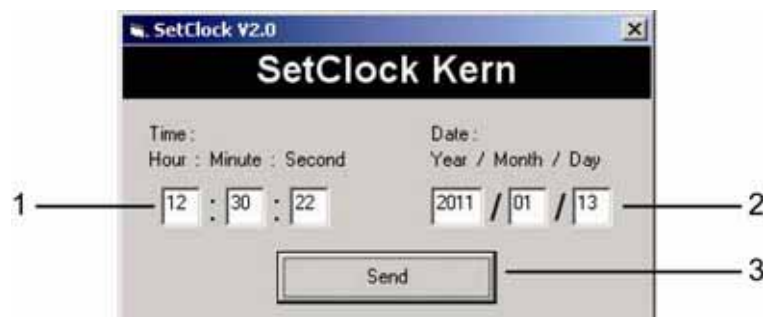 SetClock V2.0
SetClock Kern
Time :
Date :
Hour : Minute : Second
Year / Month / Day
1
12 : 30 : 22
2011 / 01 / 13
2
Send
3